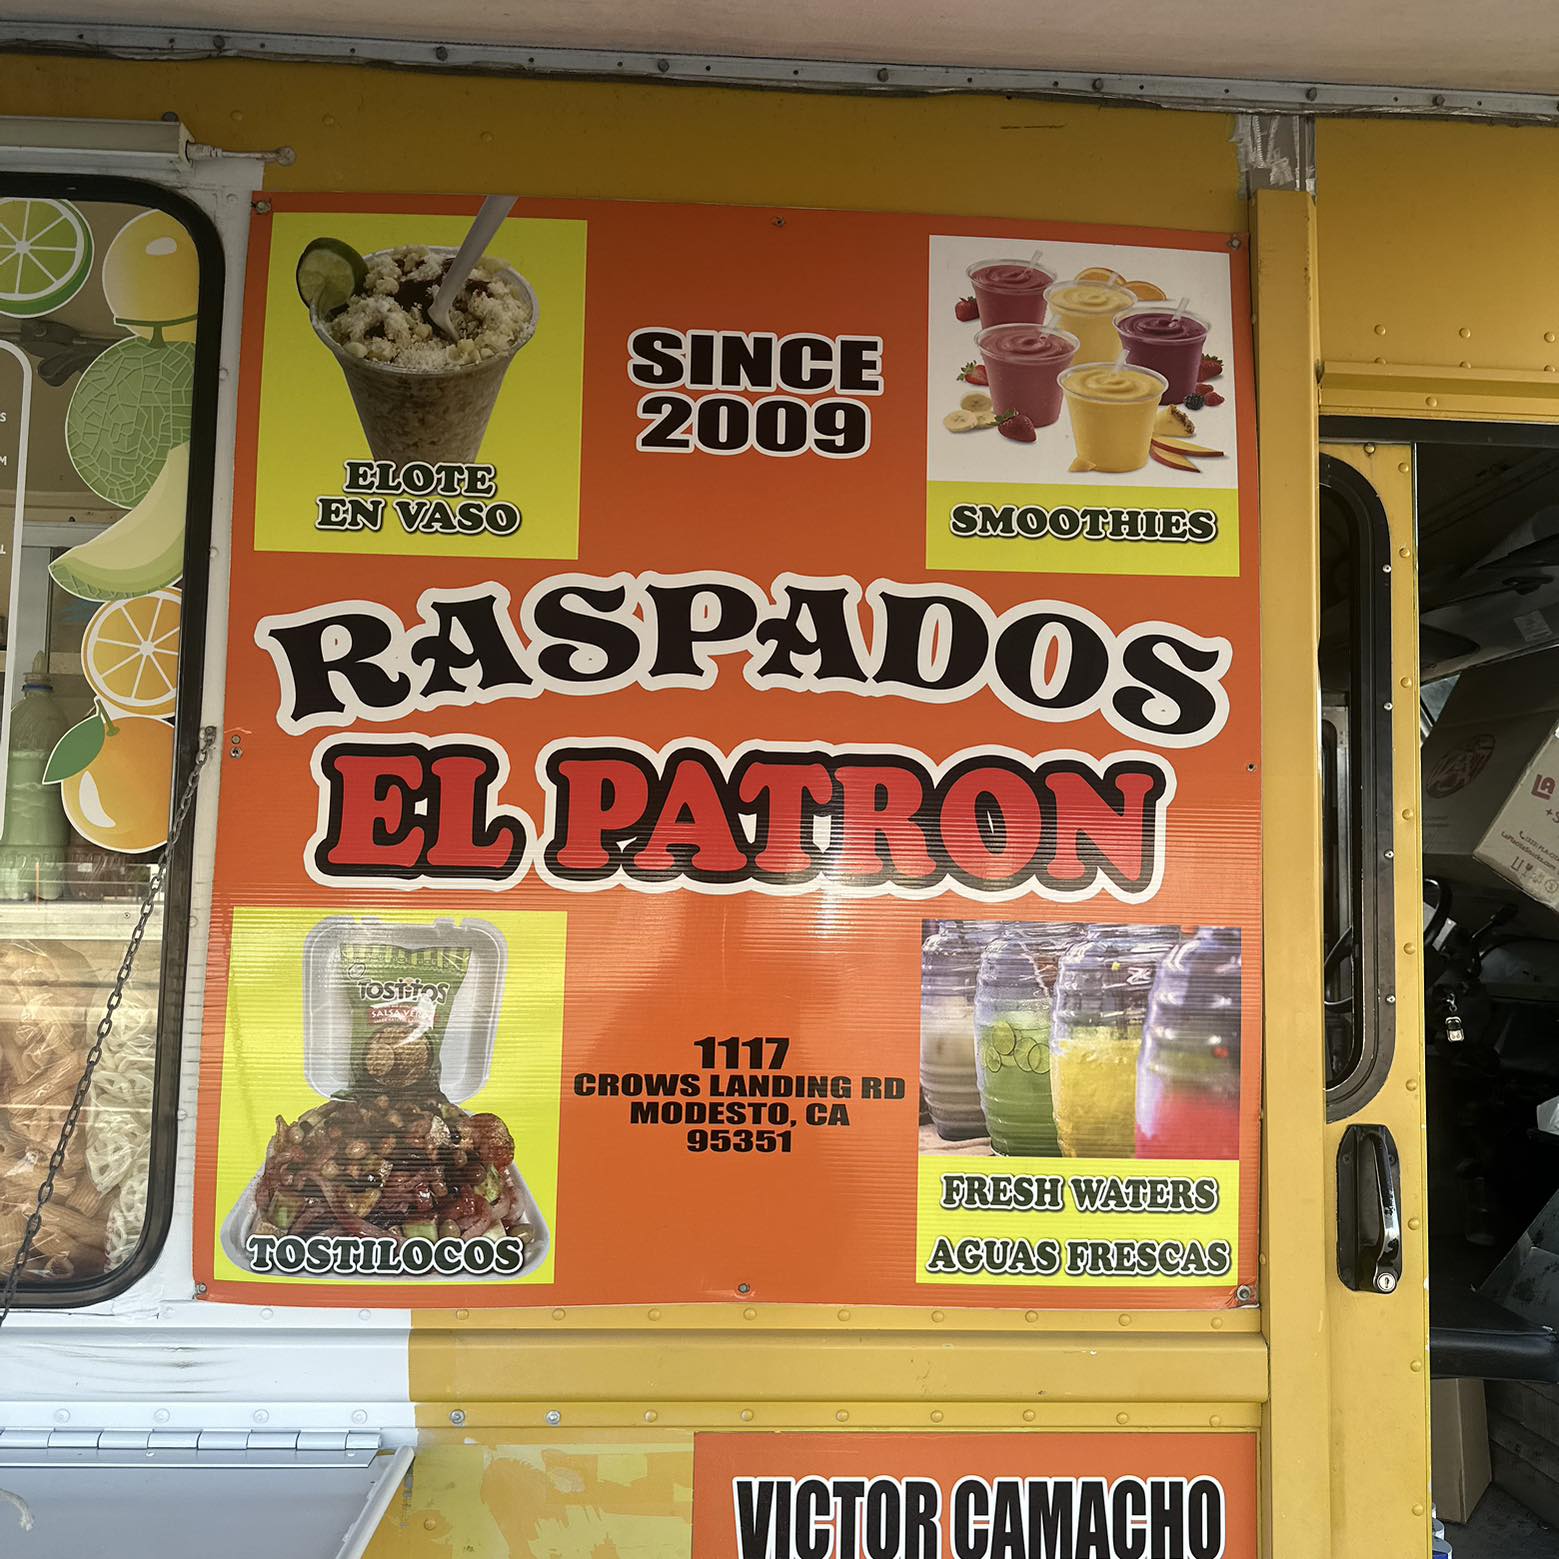 SINCE
2009
ELOTE
EN VASO
SMOOTHIES
RASPADOS
EL PATRON
TOSTITOS
TOSTILOCOS
1117
CROWS LANDING RD
MODESTO, CA
95351
FRESH WATERS
AGUAS FRESCAS
VICTOR CAMACHO